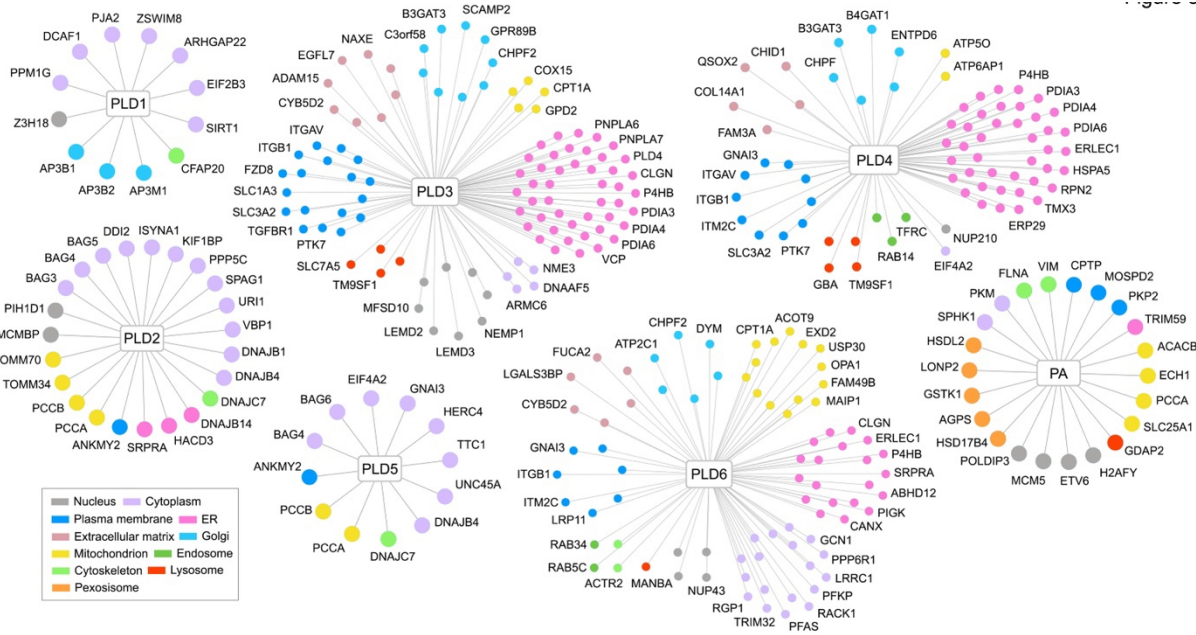 PLD1
PJA2
ZSWIM8
DCAF1
ARHGAP22
PPM1G
EIF2B3
Z3H18
SIRT1
AP3B1
CFAP20
AP3B2
AP3M1
PLD3
B3GAT3
SCAMP2
C3orf58
GPR89B
NAXE
CHPF2
EGFL7
COX15
ADAM15
CPT1A
CYB5D2
GPD2
ITGAV
PNPLA6
ITGB1
PNPLA7
PLD4
FZD8
CLGN
SLC1A3
P4HB
SLC3A2
PDIA3
TGFBR1
PDIA4
PTK7
PDIA6
VCP
SLC7A5
NME3
TM9SF1
DNAAF5
MFSD10
ARMC6
LEMD2
NEMP1
LEMD3
PLD4
B3GAT3
B4GAT1
ENTPD6
CHID1
CHPF
ATP5O
QSOX2
ATP6AP1
COL14A1
P4HB
PDIA3
FAM3A
PDIA4
GNAI3
PDIA6
ITGAV
ERLEC1
ITGB1
HSPA5
ITM2C
RPN2
SLC3A2
TMX3
PTK7
ERP29
TFRC
NUP210
RAB14
EIF4A2
GBA
TM9SF1
PLD2
DDI2
ISYNA1
KIF1BP
BAG5
PPP5C
BAG4
SPAG1
BAG3
URI1
PIH1D1
VBP1
MCMBP
DNAJB1
TOMM70
DNAJB4
TOMM34
DNAJC7
PCCB
DNAJB14
PCCA
HACD3
ANKMY2
SRPRA
PLD5
EIF4A2
GNAI3
BAG6
HERC4
BAG4
TTC1
ANKMY2
UNC45A
PCCB
DNAJB4
PCCA
DNAJC7
PLD6
CHPF2
DYM
CPT1A
ACOT9
EXD2
FUCA2
ATP2C1
USP30
LGALS3BP
OPA1
CYB5D2
FAM49B
MAIP1
GNAI3
CLGN
ITGB1
ERLEC1
ITM2C
P4HB
LRP11
SRPRA
RAB34
ABHD12
RAB5C
PIGK
ACTR2
CANX
MANBA
GCN1
NUP43
PPP6R1
RGP1
LRRC1
TRIM32
PFKP
PFAS
RACK1
PA
FLNA
VIM
CPTP
MOSPD2
PKM
PKP2
SPHK1
TRIM59
HSDL2
ACACB
LONP2
ECH1
GSTK1
PCCA
AGPS
SLC25A1
HSD17B4
GDAP2
POLDIP3
H2AFY
MCM5
ETV6
Nucleus
Cytoplasm
Plasma membrane
ER
Extracellular matrix
Golgi
Mitochondrion
Endosome
Cytoskeleton
Lysosome
Pexosisome